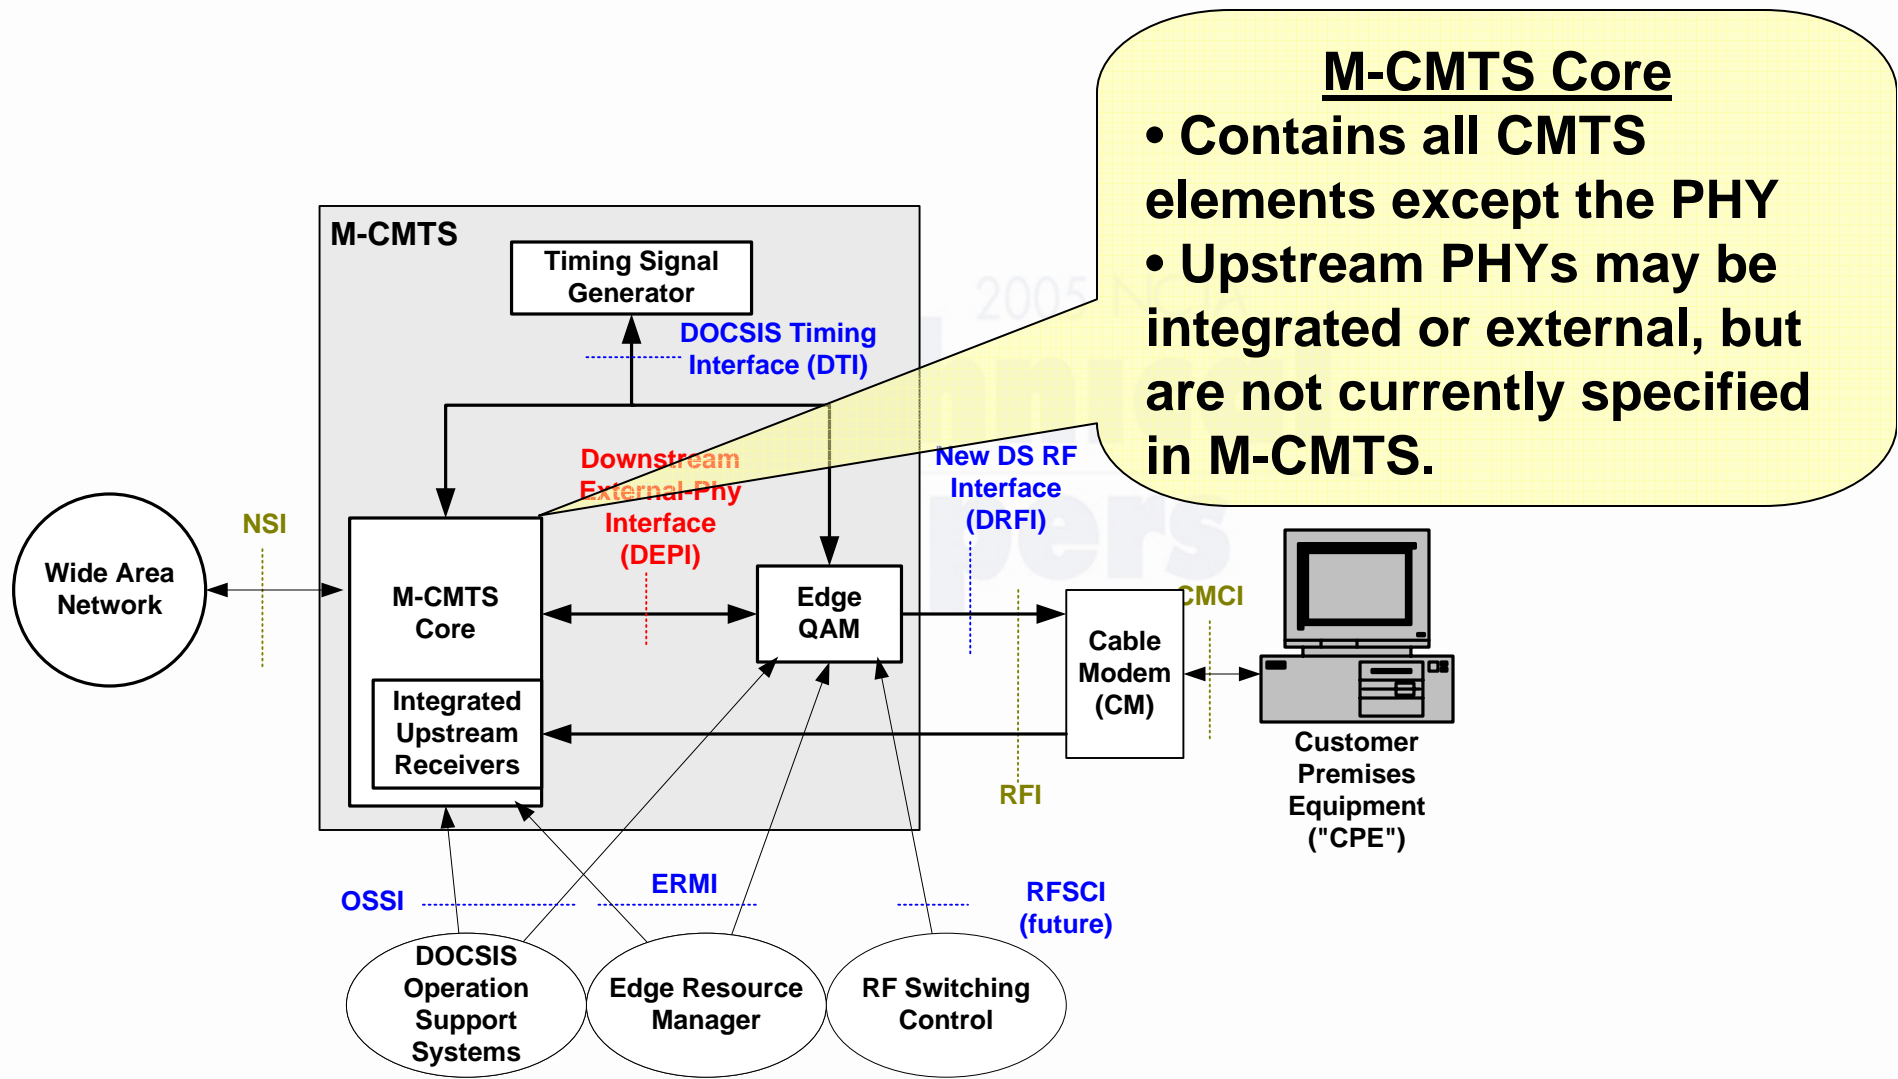 M-CMTS Core
• Contains all CMTS
elements except the PHY
• Upstream PHYs may be
integrated or external, but
are not currently specified
in M-CMTS.
M-CMTS
Timing Signal
Generator
DOCSIS Timing
Interface (DTI)
Downstream
External-Phy
Interface
(DEPI)
New DS RF
Interface
(DRFI)
NSI
Wide Area
Network
M-CMTS
Core
Edge
QAM
CMCI
Cable
Modem
(CM)
Integrated
Upstream
Receivers
RFI
Customer
Premises
Equipment
("CPE")
OSSI
ERMI
RFSCI
(future)
DOCSIS
Operation
Support
Systems
Edge Resource
Manager
RF Switching
Control